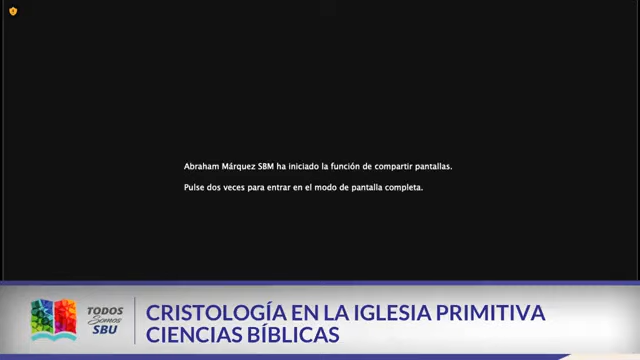 Abraham Márquez SBM ha iniciado la función de compartir pantallas.
Pulse dos veces para entrar en el modo de pantalla completa.
TODOS
Somos
SBU
CRISTOLOGÍA EN LA IGLESIA PRIMITIVA
CIENCIAS BÍBLICAS